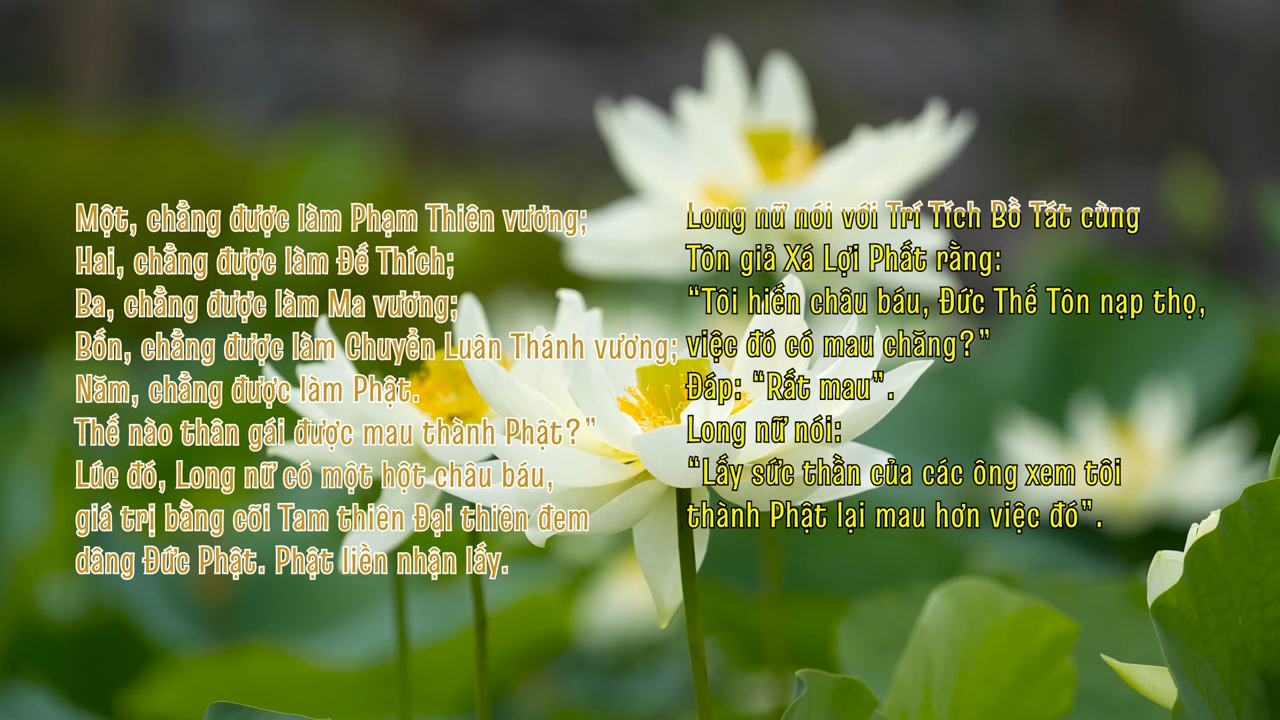 Một, chẳng được làm Phạm Thiên vương;
Hai, chẳng được làm Đế Thích;
Ba, chẳng được làm Ma vương;
Bốn, chẳng được làm Chuyển Luân Thánh vương;
Năm, chẳng được làm Phật.
Thế nào thân gái được mau thành Phật?”
Lúc đó, Long nữ có một hột châu báu,
giá trị bằng cõi Tam thiên Đại thiên đem
dâng Đức Phật. Phật liền nhận lấy.
Long nữ nói với Trí Tích Bồ Tát cùng
Tôn giả Xá Lợi Phất rằng:
“Tôi hiến châu báu, Đức Thế Tôn nạp thọ,
việc đó có mau chăng?”
Đáp: “Rất mau”.
Long nữ nói:
“Lấy sức thần của các ông xem tôi
thành Phật lại mau hơn việc đó”.